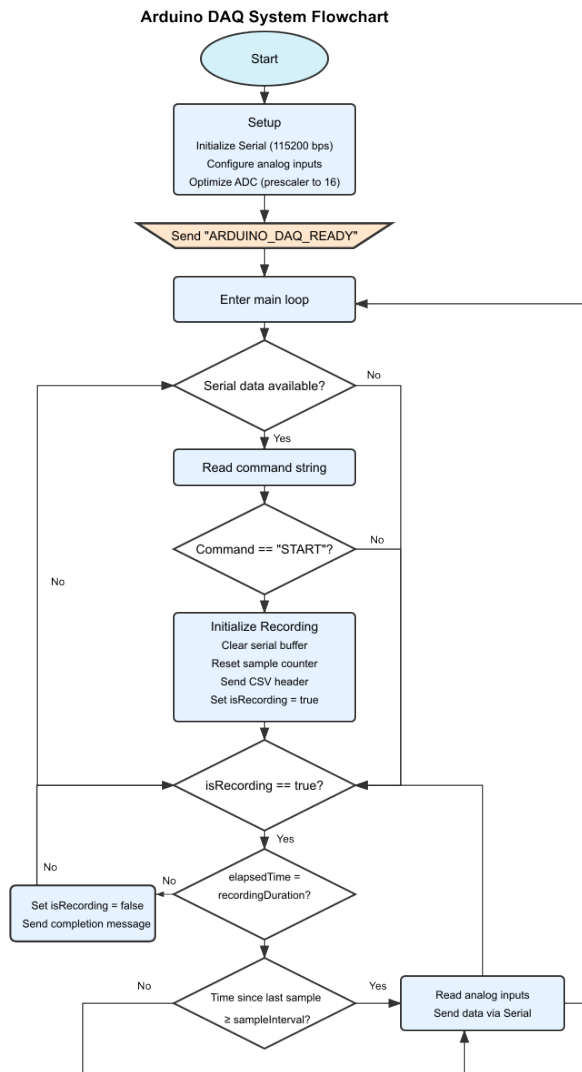 Arduino DAQ System Flowchart
Start
Setup
Initialize Serial (115200 bps)
Configure analog inputs
Optimize ADC (prescaler to 16)
Send "ARDUINO_DAQ_READY"
Enter main loop
Serial data available?
No
Yes
Read command string
Command == "START"?
No
No
Initialize Recording
Clear serial buffer
Reset sample counter
Send CSV header
Set isRecording = true
isRecording == true?
Yes
No
No
elapsedTime =
recordingDuration?
Set isRecording = false
Send completion message
No
Time since last sample
≥ sampleInterval?
Yes
Read analog inputs
Send data via Serial